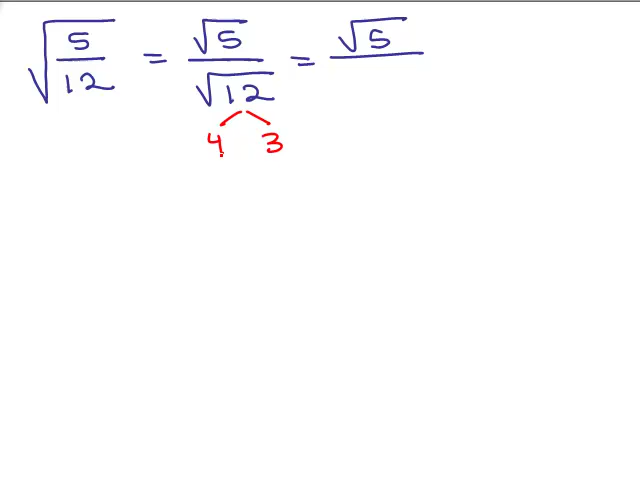 √(5/12) = √5/√12 = √5/
4 3